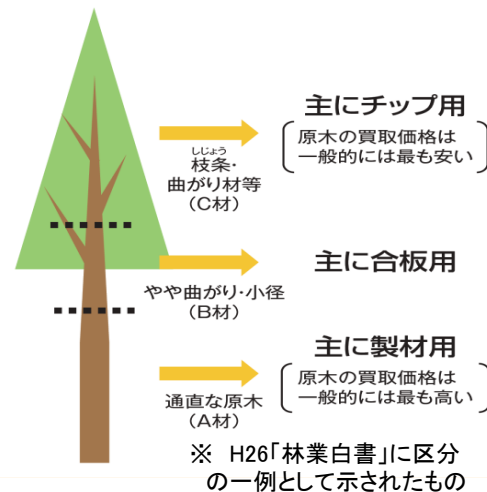 主にチップ用
原木の買取価格は
一般的には最も安い
しじょう
枝条・
曲がり材等
(C材)
主に合板用
やや曲がり・小径
(B材)
主に製材用
原木の買取価格は
一般的には最も高い
通直な原木
(A材)
※ H26「林業白書」に区分
の一例として示されたもの